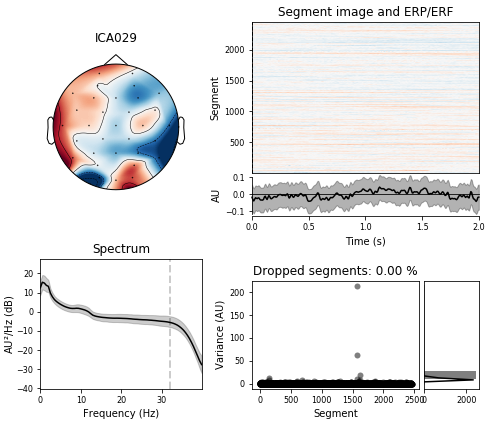 ICA029
Segment image and ERP/ERF
Segment
2000
1500
1000
500
AU
0.1
0.0
−0.1
0.0 0.5 1.0 1.5 2.0
Time (s)
Spectrum
AU²/Hz (dB)
20
10
0
−10
−20
−30
−40
0 10 20 30
Frequency (Hz)
Dropped segments: 0.00 %
Variance (AU)
200
150
100
50
0
0 500 1000 1500 2000 2500
Segment
0 2000